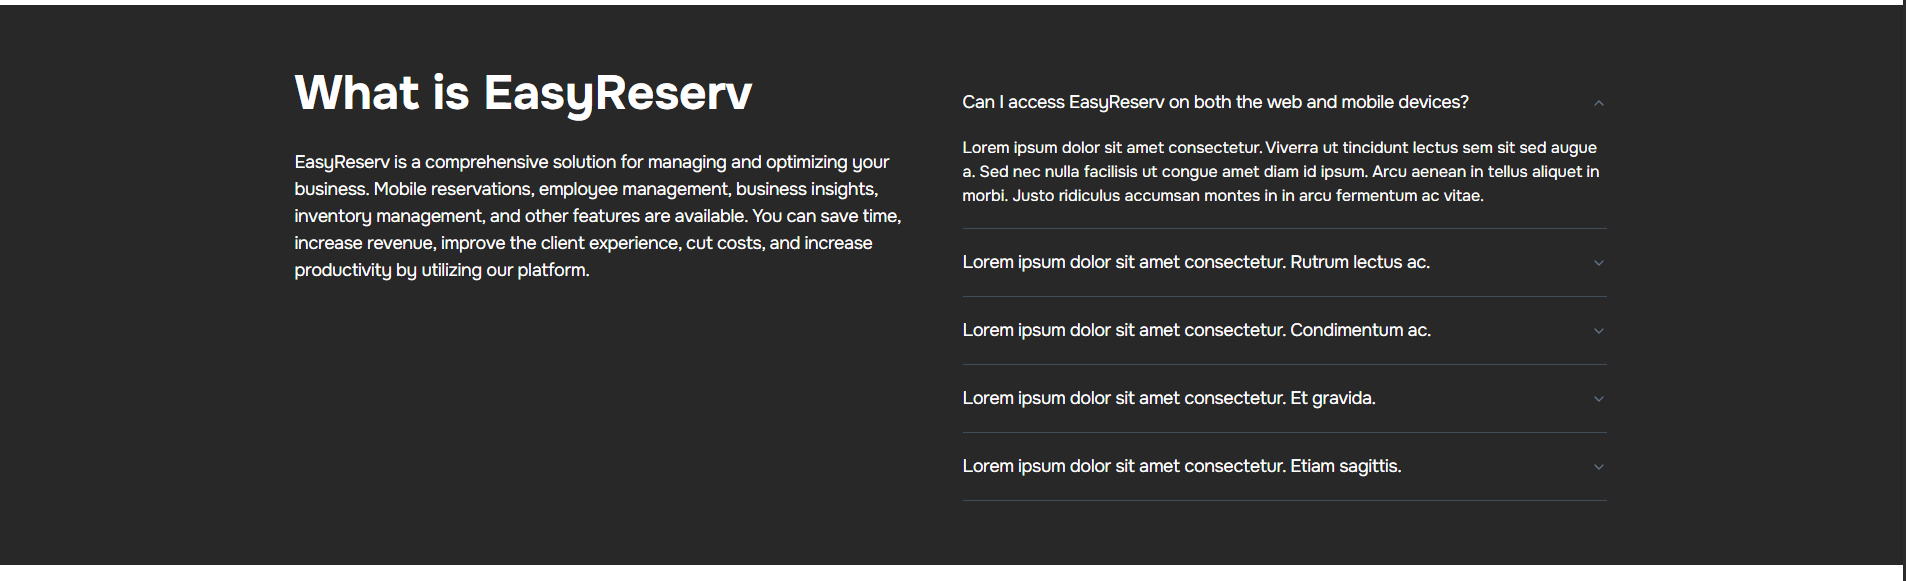 What is EasyReserv
EasyReserv is a comprehensive solution for managing and optimizing your
business. Mobile reservations, employee management, business insights,
inventory management, and other features are available. You can save time,
increase revenue, improve the client experience, cut costs, and increase
productivity by utilizing our platform.
Can I access EasyReserv on both the web and mobile devices?
Lorem ipsum dolor sit amet consectetur. Viverra ut tincidunt lectus sem sit sed augue
a. Sed nec nulla facilisis ut congue amet diam id ipsum. Arcu aenean in tellus aliquet in
morbi. Justo ridiculus accumsan montes in in arcu fermentum ac vitae.
Lorem ipsum dolor sit amet consectetur. Rutrum lectus ac.
Lorem ipsum dolor sit amet consectetur. Condimentum ac.
Lorem ipsum dolor sit amet consectetur. Et gravida.
Lorem ipsum dolor sit amet consectetur. Etiam sagittis.